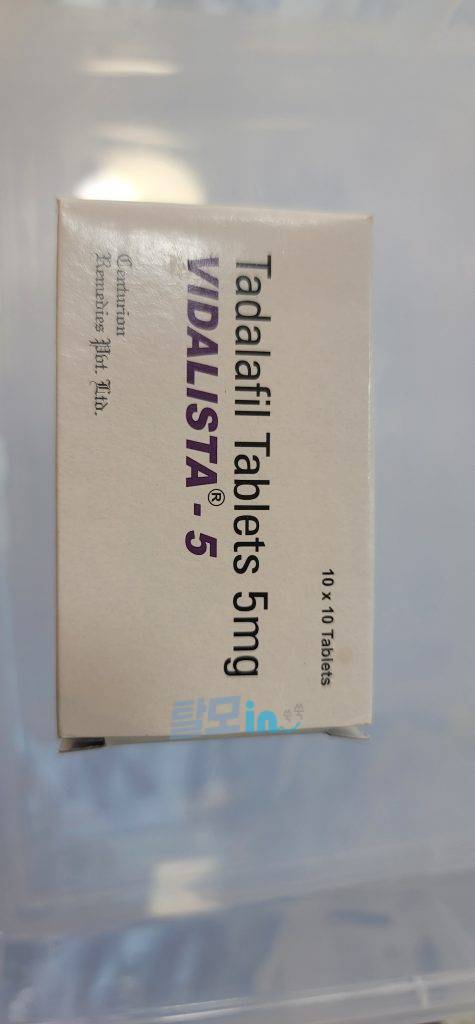 10 x 10 Tablets
Tadalafil Tablets 5mg
VIDALISTA® - 5
Centurion
Remedies Pvt. Ltd.